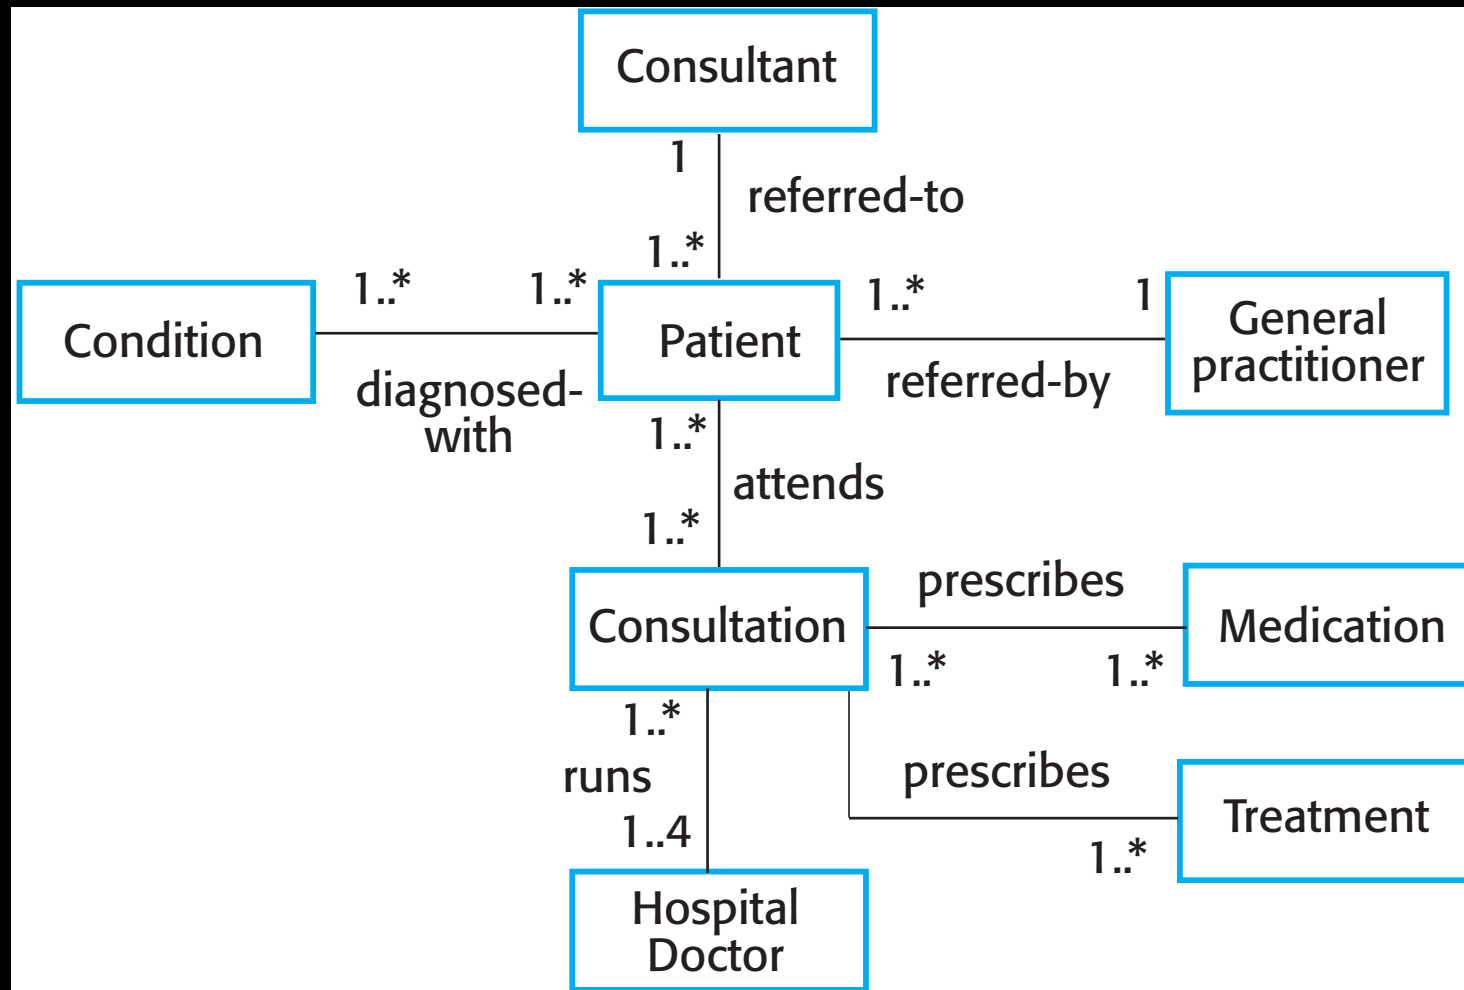 Consultant
1
referred-to
1..*
1..*
1..*
1..*
1
Condition
Patient
General
practitioner
diagnosed-
with
referred-by
1..*
attends
1..*
prescribes
Consultation
Medication
1..*
1..*
1..*
runs
prescribes
1..4
Treatment
1..*
Hospital
Doctor